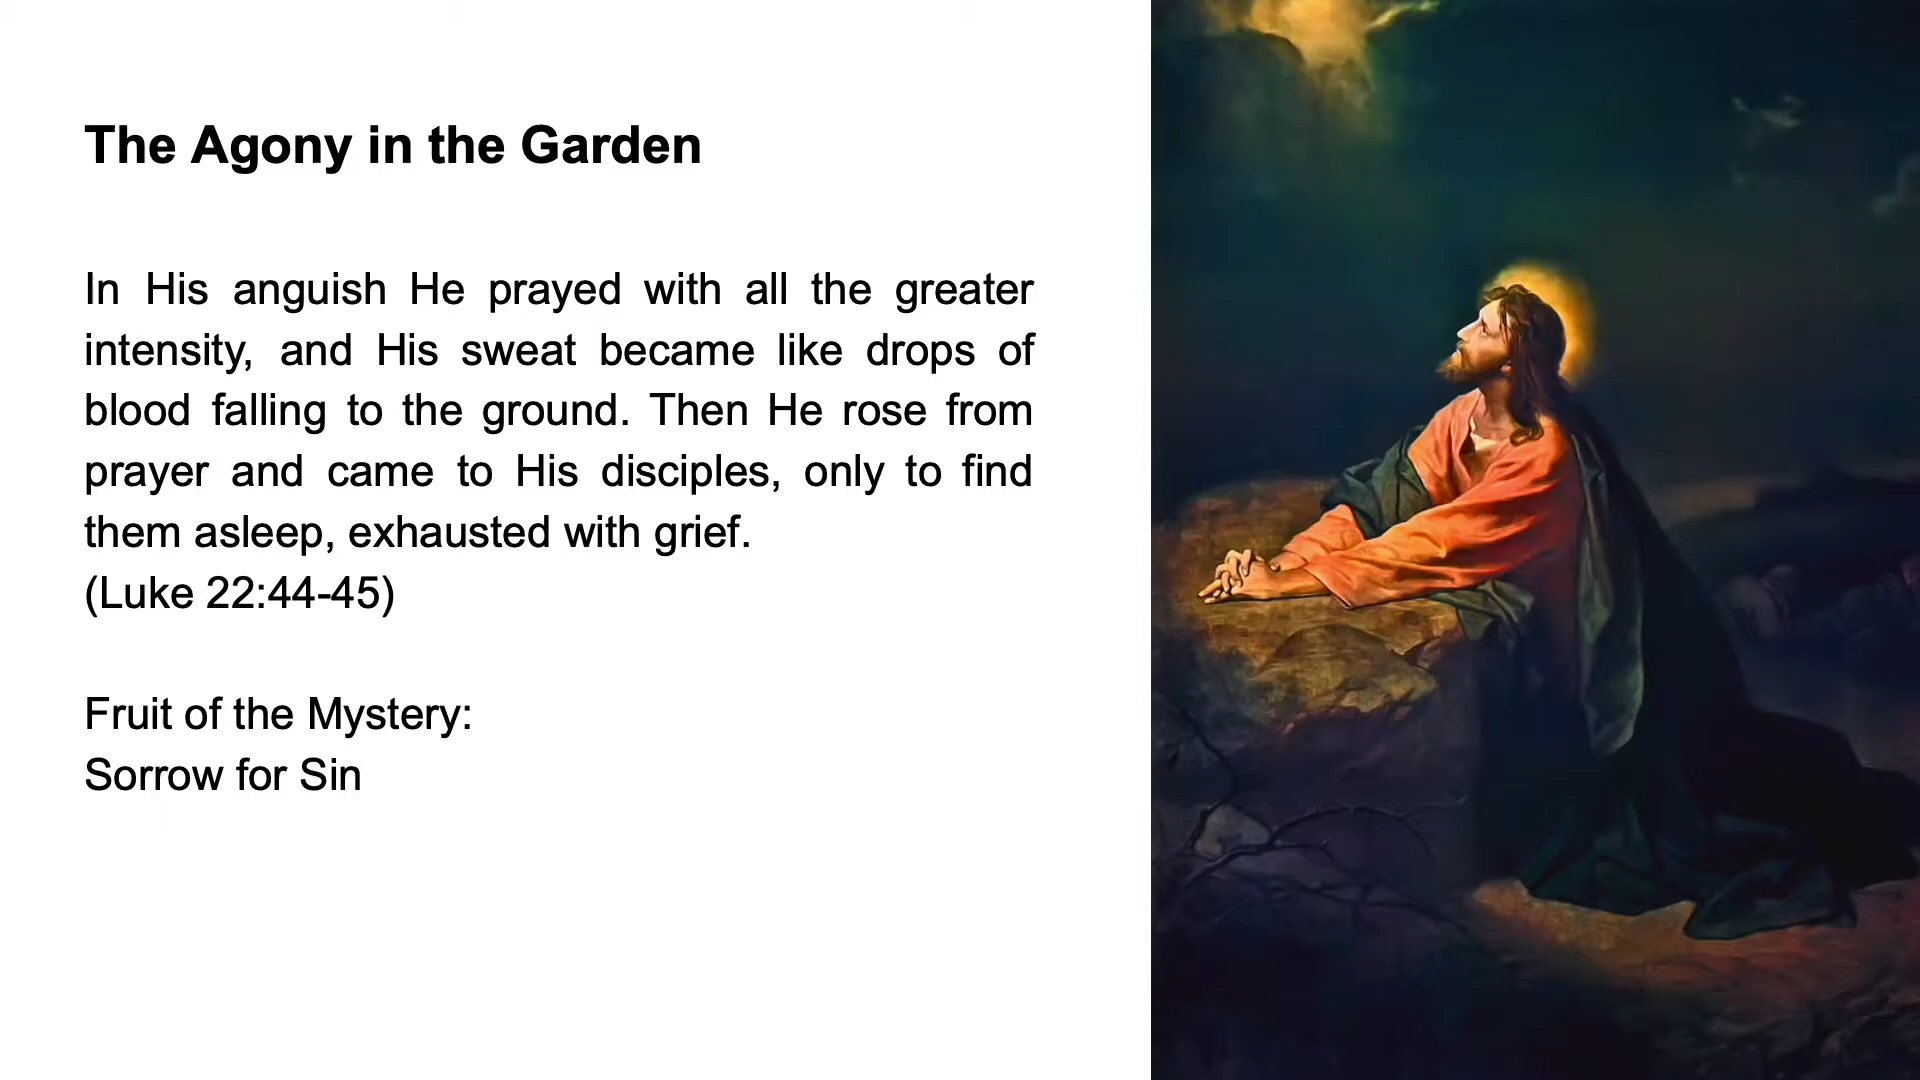 The Agony in the Garden
In His anguish He prayed with all the greater
intensity, and His sweat became like drops of
blood falling to the ground. Then He rose from
prayer and came to His disciples, only to find
them asleep, exhausted with grief.
(Luke 22:44-45)
Fruit of the Mystery:
Sorrow for Sin